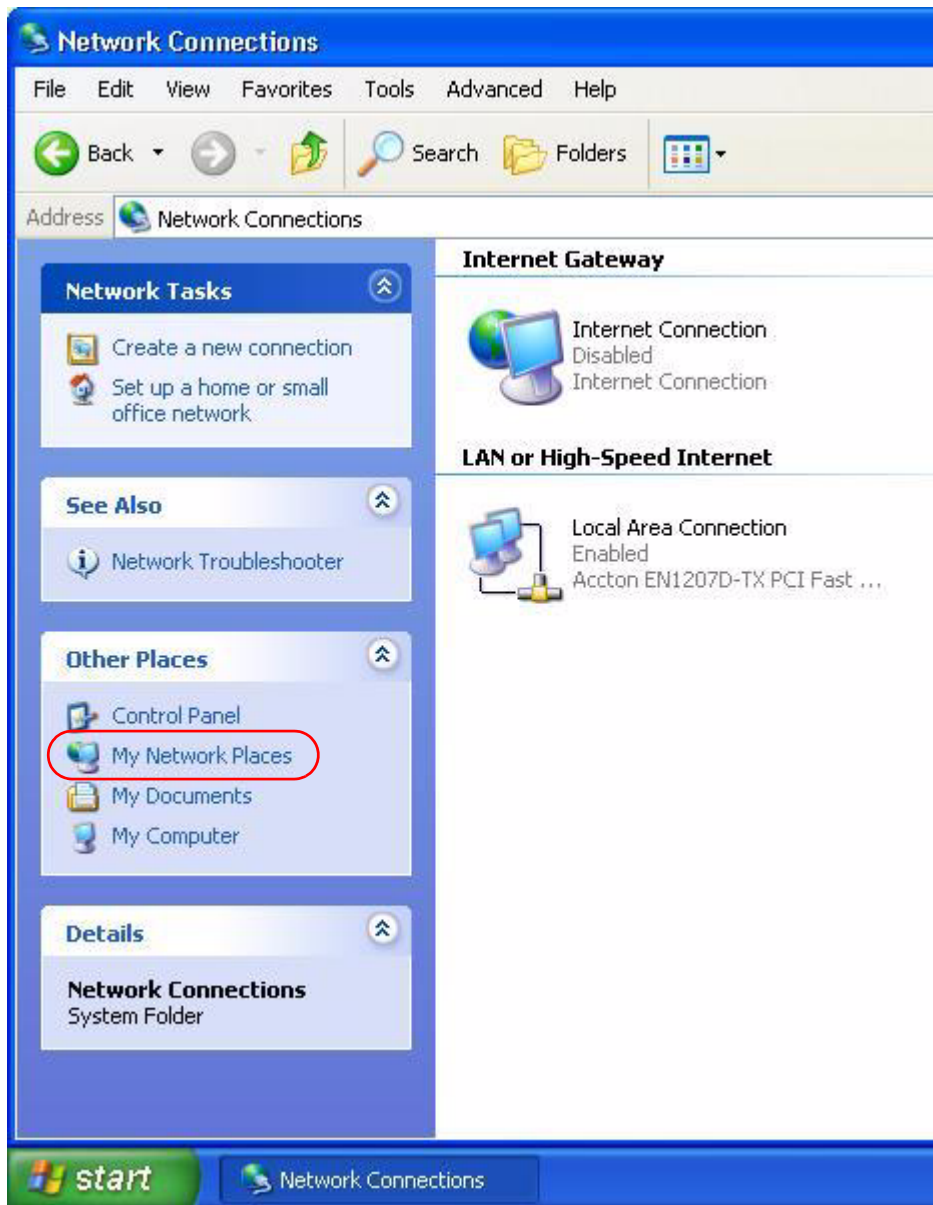 Network Connections
File Edit View Favorites Tools Advanced Help
Back Search Folders
Address Network Connections
Network Tasks
Create a new connection
Set up a home or small
office network
See Also
Network Troubleshooter
Other Places
Control Panel
My Network Places
My Documents
My Computer
Details
Network Connections
System Folder
Internet Gateway
Internet Connection
Disabled
Internet Connection
LAN or High-Speed Internet
Local Area Connection
Enabled
Accton EN1207D-TX PCI Fast ...
start Network Connections